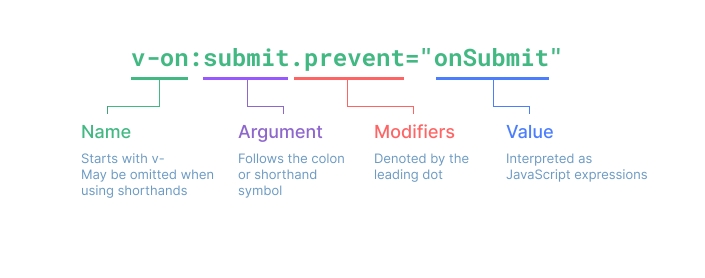 v-on:submit.prevent="onSubmit"
Name
Starts with v-
May be omitted when
using shorthands
Argument
Follows the colon
or shorthand
symbol
Modifiers
Denoted by the
leading dot
Value
Interpreted as
JavaScript expressions